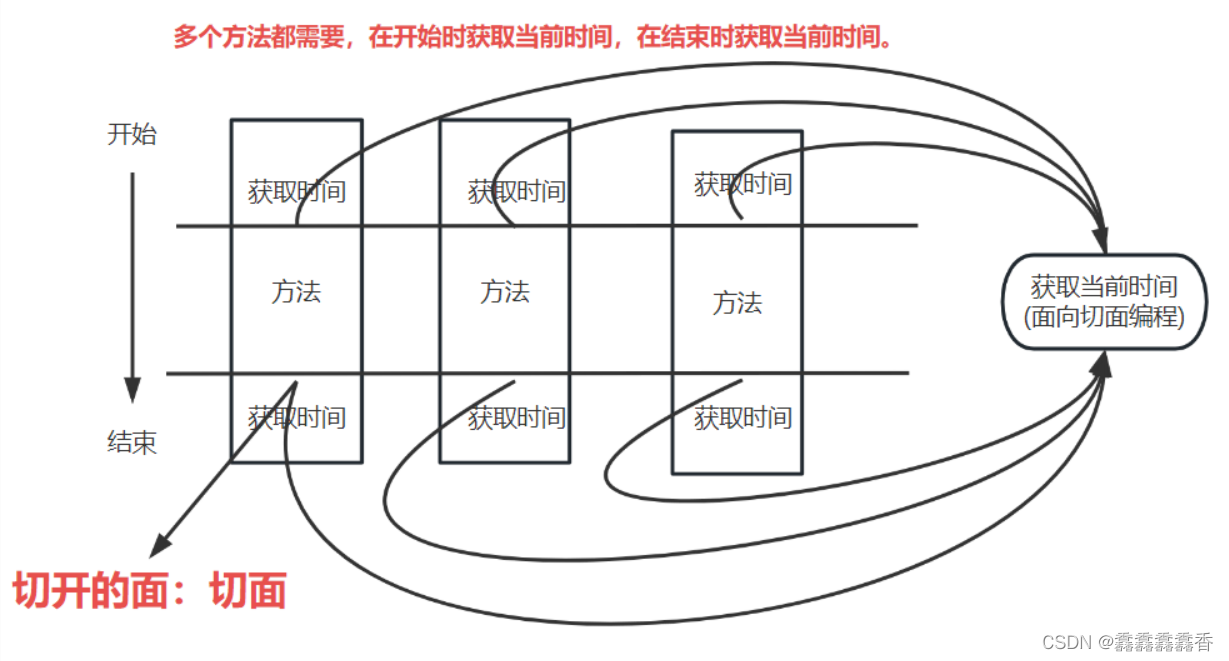 多个方法都需要，在开始时获取当前时间，在结束时获取当前时间。
开始
获取时间
获取时间
获取时间
方法
方法
方法
获取当前时间
(面向切面编程)
获取时间
获取时间
获取时间
结束
切开的面：切面
CSDN @馫馫馫馫香